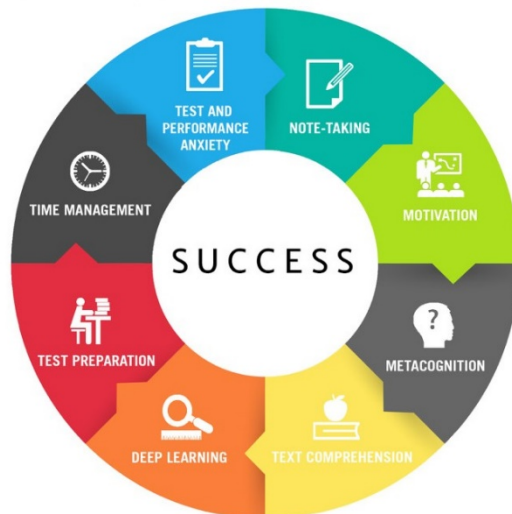 TEST AND
PERFORMANCE
ANXIETY
NOTE-TAKING
MOTIVATION
METACOGNITION
TEXT COMPREHENSION
DEEP LEARNING
TEST PREPARATION
TIME MANAGEMENT
SUCCESS
?